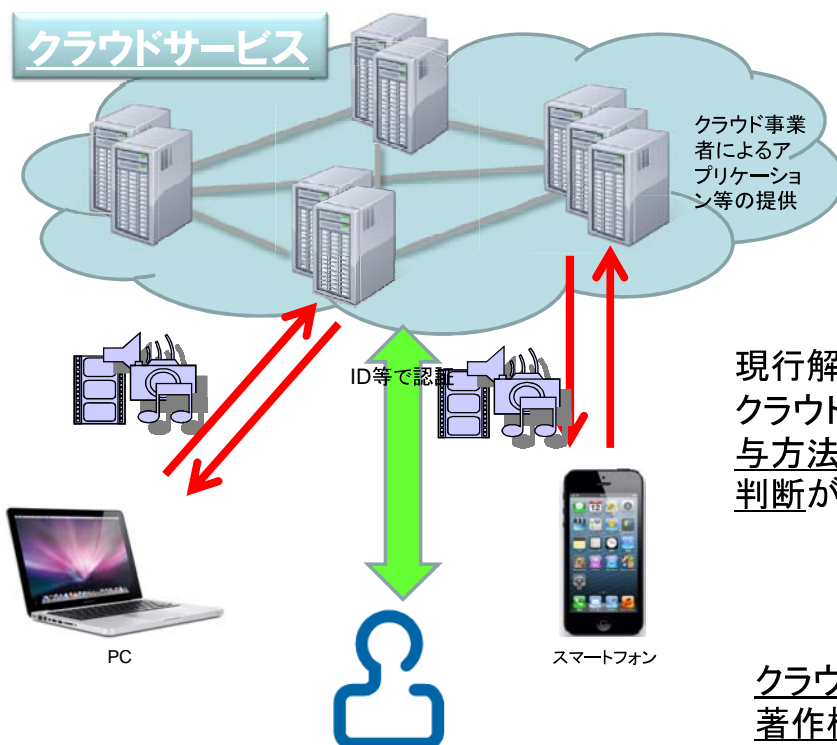 クラウドサービス
クラウド事業
者によるア
プリケーショ
ン等の提供
ID等で認証
現行解
クラウド
与方法
判断が
PC
スマートフォン
クラウ
著作権